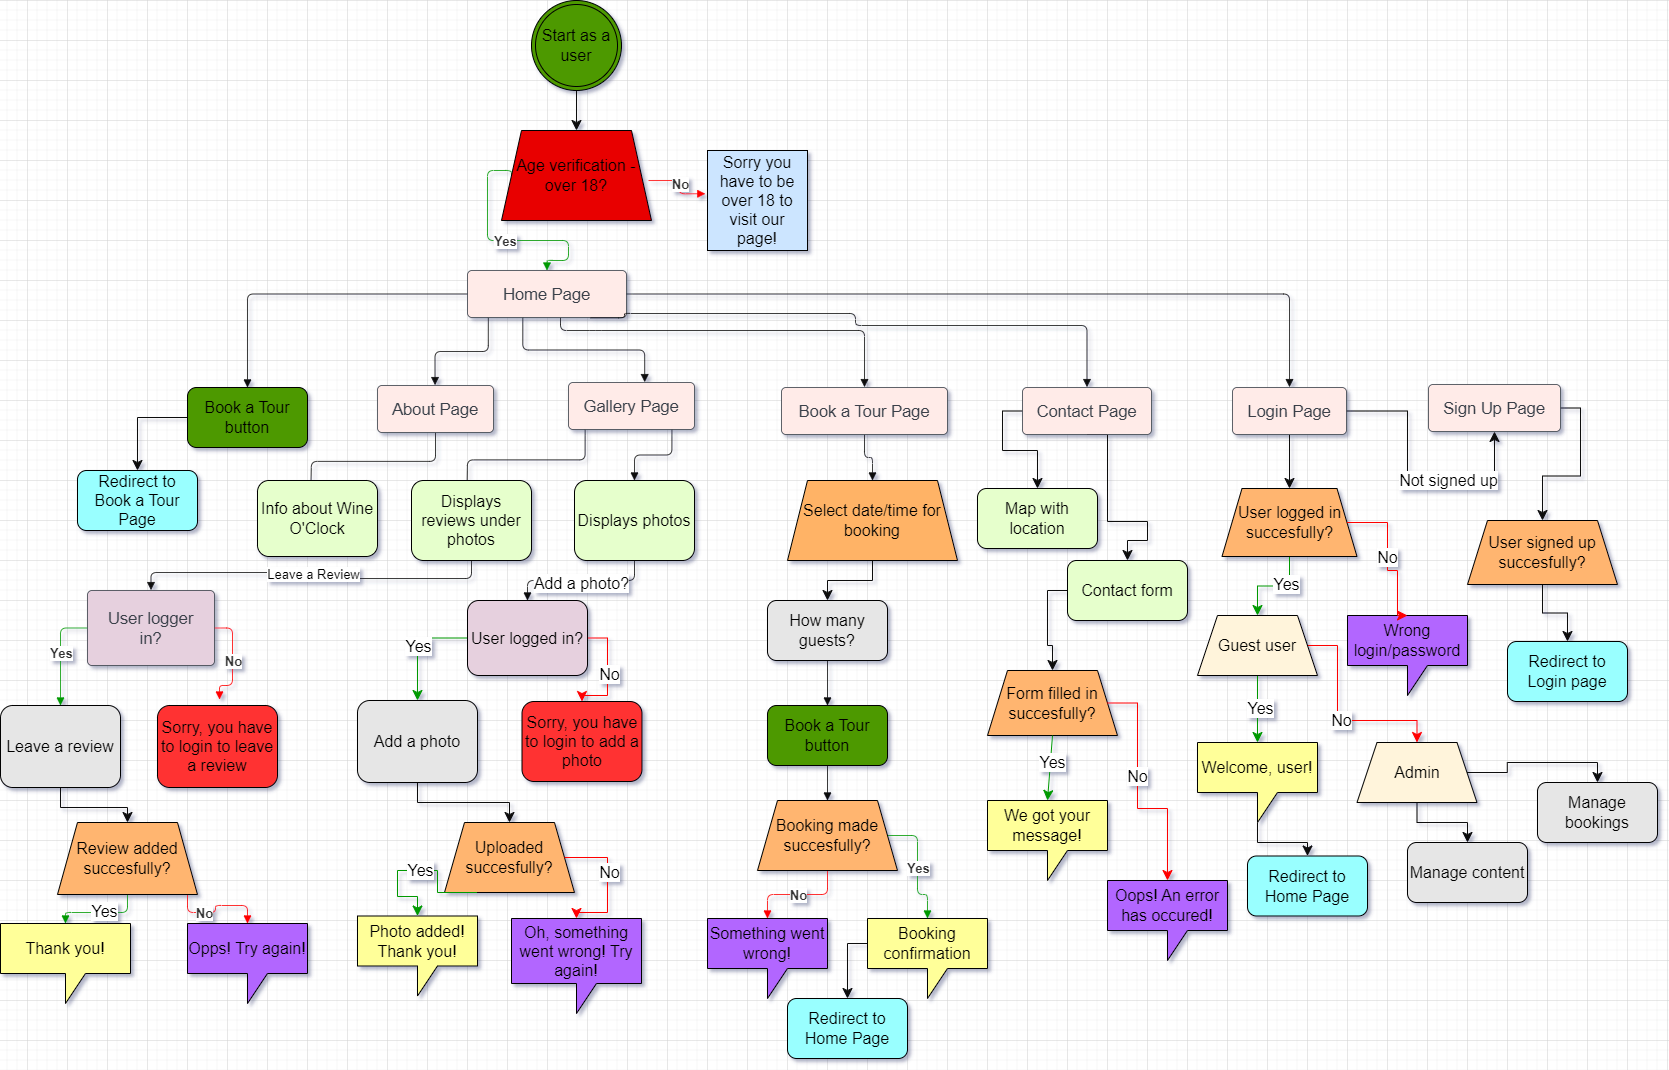 Start as a
user
Age verification -
over 18?
No
Sorry you
have to be
over 18 to
visit our
page!
Yes
Home Page
Book a Tour
button
About Page
Gallery Page
Book a Tour Page
Contact Page
Login Page
Sign Up Page
Redirect to
Book a Tour
Page
Info about Wine
O'Clock
Displays
reviews under
photos
Displays photos
Select date/time for
booking
Map with
location
User logged in
succesfully?
Not signed up
User signed up
succesfully?
Leave a Review
Add a photo?
No
Yes
Contact form
User logger
in?
User logged in?
How many
guests?
Guest user
Wrong
login/password
Redirect to
Login page
Yes
No
Yes
No
Form filled in
succesfully?
Yes
No
Leave a review
Sorry, you have
to login to leave
a review
Add a photo
Sorry, you have
to login to add a
photo
Book a Tour
button
Yes
No
Welcome, user!
Admin
Manage
bookings
We got your
message!
Review added
succesfully?
Uploaded
succesfully?
Booking made
succesfully?
Manage content
Redirect to
Home Page
Yes
No
Yes
No
No
Yes
Oops! An error
has occured!
Thank you!
Opps! Try again!
Photo added!
Thank you!
Oh, something
went wrong! Try
again!
Something went
wrong!
Booking
confirmation
Redirect to
Home Page